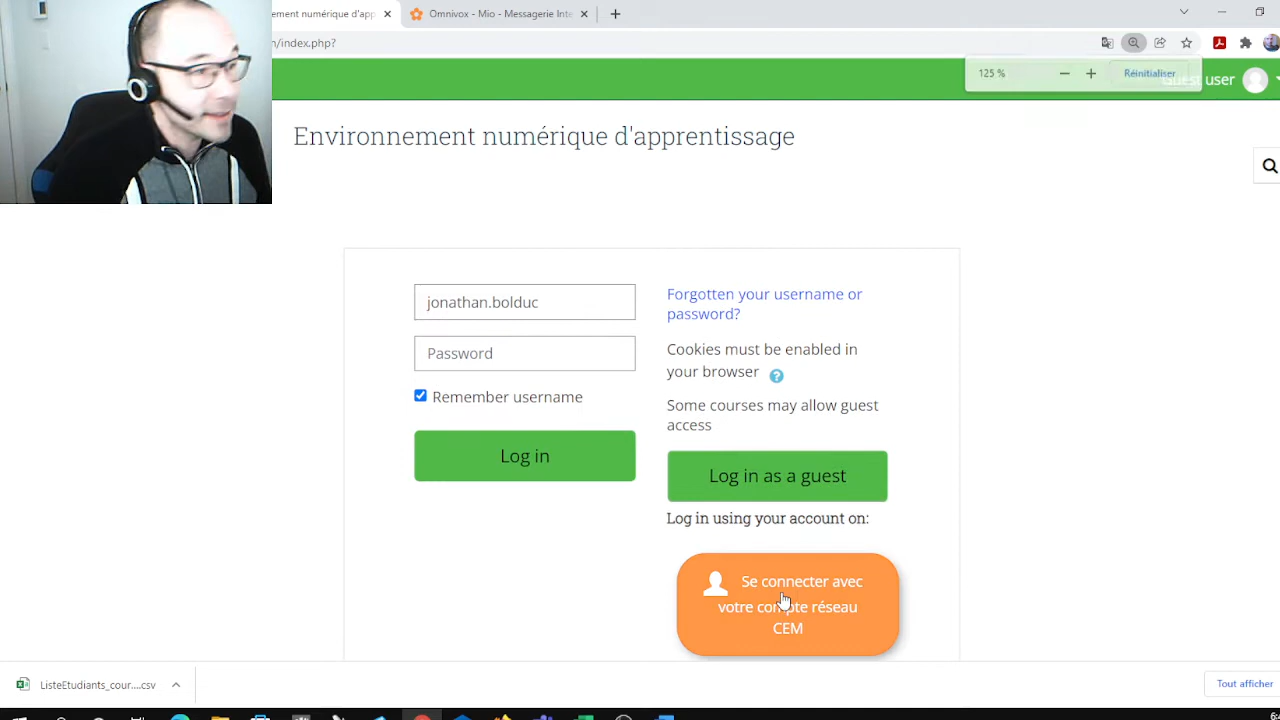 ement numérique d'app
Omnivox - Mio - Messagerie Inte
n/index.php?
125 %
Réinitialiser
Guest user
Environnement numérique d'apprentissage
jonathan.bolduc
Forgotten your username or
password?
Password
Cookies must be enabled in
your browser
Remember username
Some courses may allow guest
access
Log in
Log in as a guest
Log in using your account on:
Se connecter avec
votre compte réseau
CEM
ListeEtudiants_cour....csv
Tout afficher